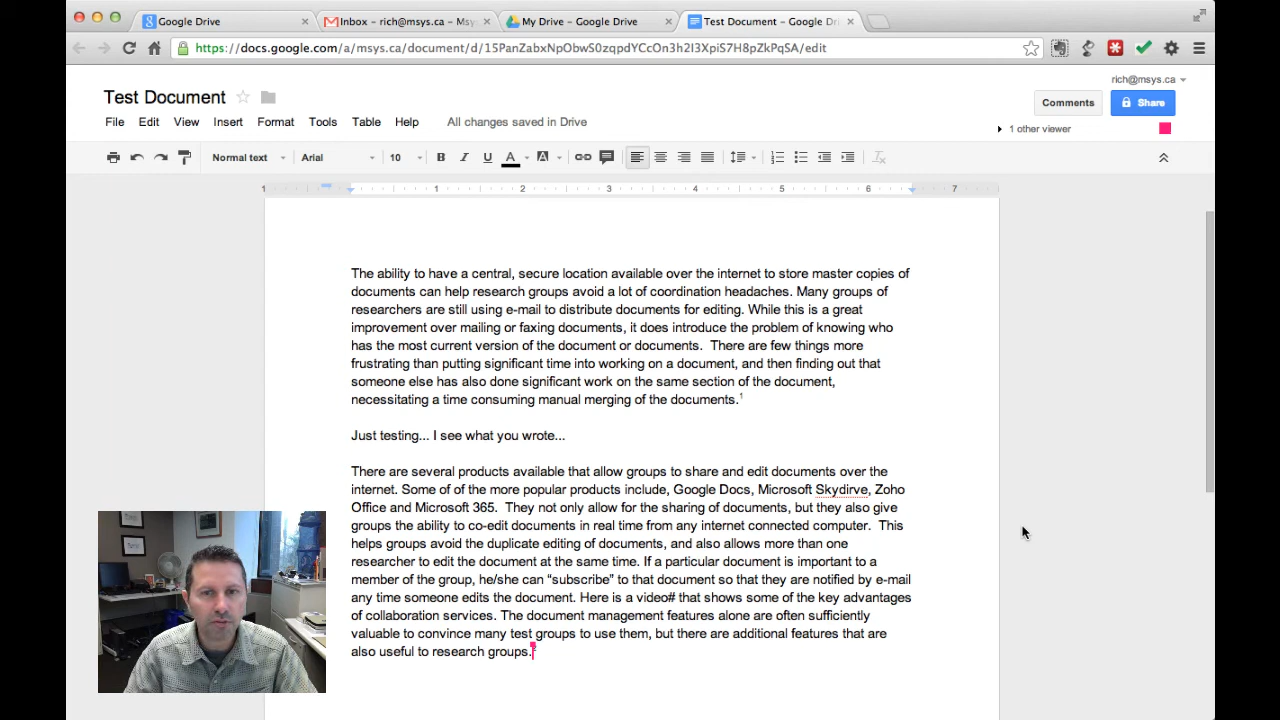 Google Drive
Inbox – rich@msys.ca – Msys
My Drive – Google Drive
Test Document – Google Dri
https://docs.google.com/a/msys.ca/document/d/15PanZabxNpObwS0zqpdYCcOn3h2I3XpiS7H8pZkPqSA/edit
rich@msys.ca
Test Document
Comments
Share
File Edit View Insert Format Tools Table Help All changes saved in Drive
1 other viewer
Normal text Arial 10 B I U A A
1 1 2 3 4 5 6 7
The ability to have a central, secure location available over the internet to store master copies of
documents can help research groups avoid a lot of coordination headaches. Many groups of
researchers are still using e-mail to distribute documents for editing. While this is a great
improvement over mailing or faxing documents, it does introduce the problem of knowing who
has the most current version of the document or documents.  There are few things more
frustrating than putting significant time into working on a document, and then finding out that
someone else has also done significant work on the same section of the document,
necessitating a time consuming manual merging of the documents.1
Just testing... I see what you wrote...
There are several products available that allow groups to share and edit documents over the
internet. Some of of the more popular products include, Google Docs, Microsoft Skydirve, Zoho
Office and Microsoft 365.  They not only allow for the sharing of documents, but they also give
groups the ability to co-edit documents in real time from any internet connected computer.  This
helps groups avoid the duplicate editing of documents, and also allows more than one
researcher to edit the document at the same time. If a particular document is important to a
member of the group, he/she can “subscribe” to that document so that they are notified by e-mail
any time someone edits the document. Here is a video# that shows some of the key advantages
of collaboration services. The document management features alone are often sufficiently
valuable to convince many test groups to use them, but there are additional features that are
also useful to research groups.